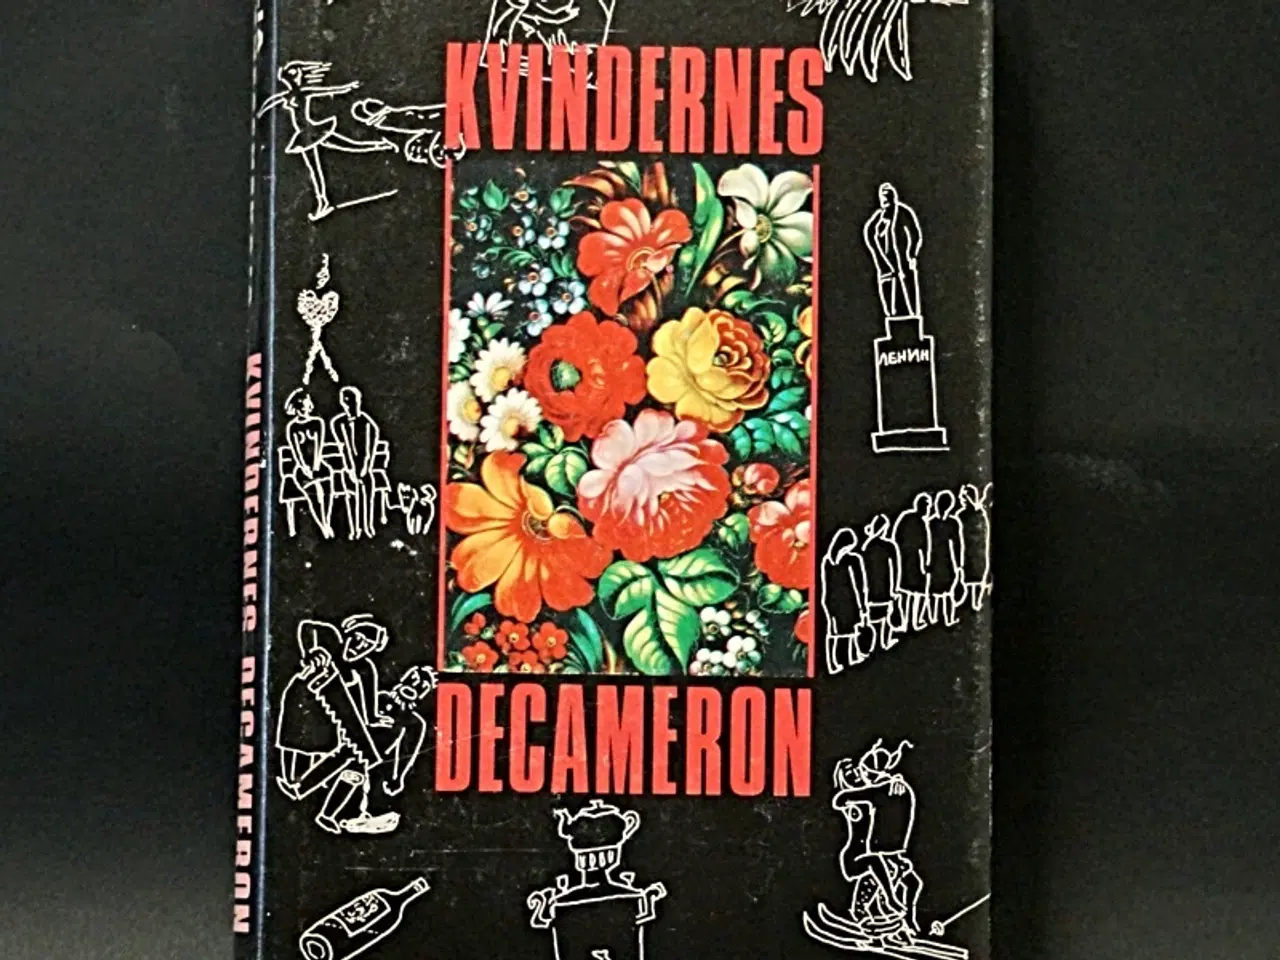 KVINDERNES
DECAMERON
ЛЕНИН
KVINDERNES DECAMERON